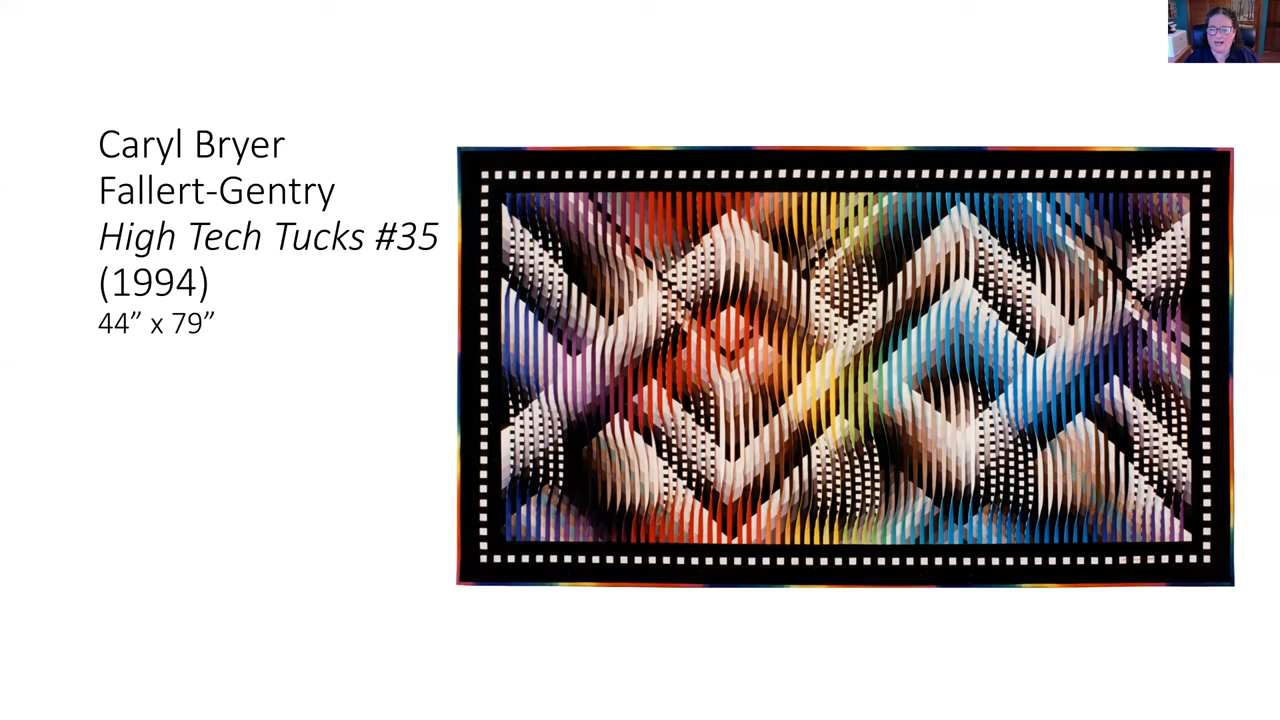 Caryl Bryer
Fallert-Gentry
High Tech Tucks #35
(1994)
44” x 79”